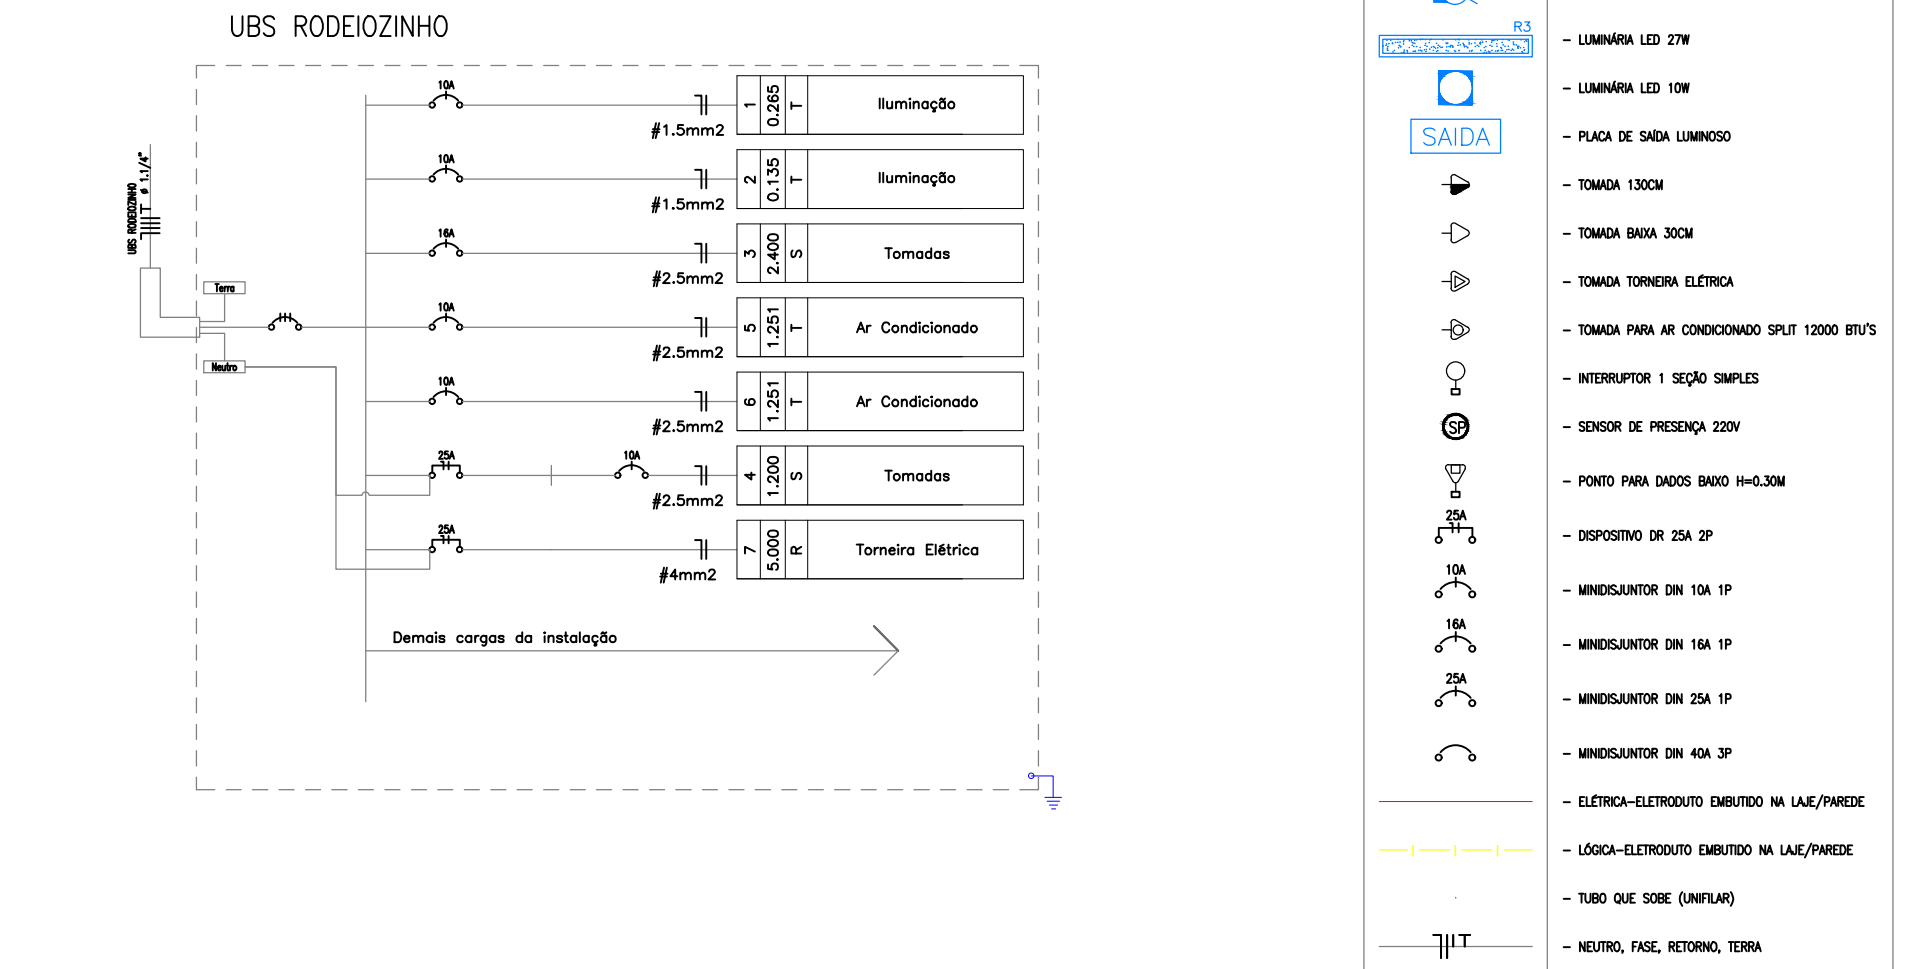 UBS RODEIOZINHO
UBS RODEIOZINHO
ø 1.1/4"
Terra
Neutro
10A
#1.5mm2
1
0.265
T
Iluminação
10A
#1.5mm2
2
0.135
T
Iluminação
16A
#2.5mm2
3
2.400
S
Tomadas
10A
#2.5mm2
5
1.251
T
Ar Condicionado
10A
#2.5mm2
6
1.251
T
Ar Condicionado
25A
10A
#2.5mm2
4
1.200
S
Tomadas
25A
#4mm2
7
5.000
R
Torneira Elétrica
Demais cargas da instalação
R3
- LUMINÁRIA LED 27W
- LUMINÁRIA LED 10W
SAIDA
- PLACA DE SAÍDA LUMINOSO
- TOMADA 130CM
- TOMADA BAIXA 30CM
- TOMADA TORNEIRA ELÉTRICA
- TOMADA PARA AR CONDICIONADO SPLIT 12000 BTU'S
- INTERRUPTOR 1 SEÇÃO SIMPLES
SP
- SENSOR DE PRESENÇA 220V
- PONTO PARA DADOS BAIXO H=0.30M
25A
- DISPOSITIVO DR 25A 2P
10A
- MINIDISJUNTOR DIN 10A 1P
16A
- MINIDISJUNTOR DIN 16A 1P
25A
- MINIDISJUNTOR DIN 25A 1P
- MINIDISJUNTOR DIN 40A 3P
- ELÉTRICA-ELETRODUTO EMBUTIDO NA LAJE/PAREDE
- LÓGICA-ELETRODUTO EMBUTIDO NA LAJE/PAREDE
- TUBO QUE SOBE (UNIFILAR)
- NEUTRO, FASE, RETORNO, TERRA